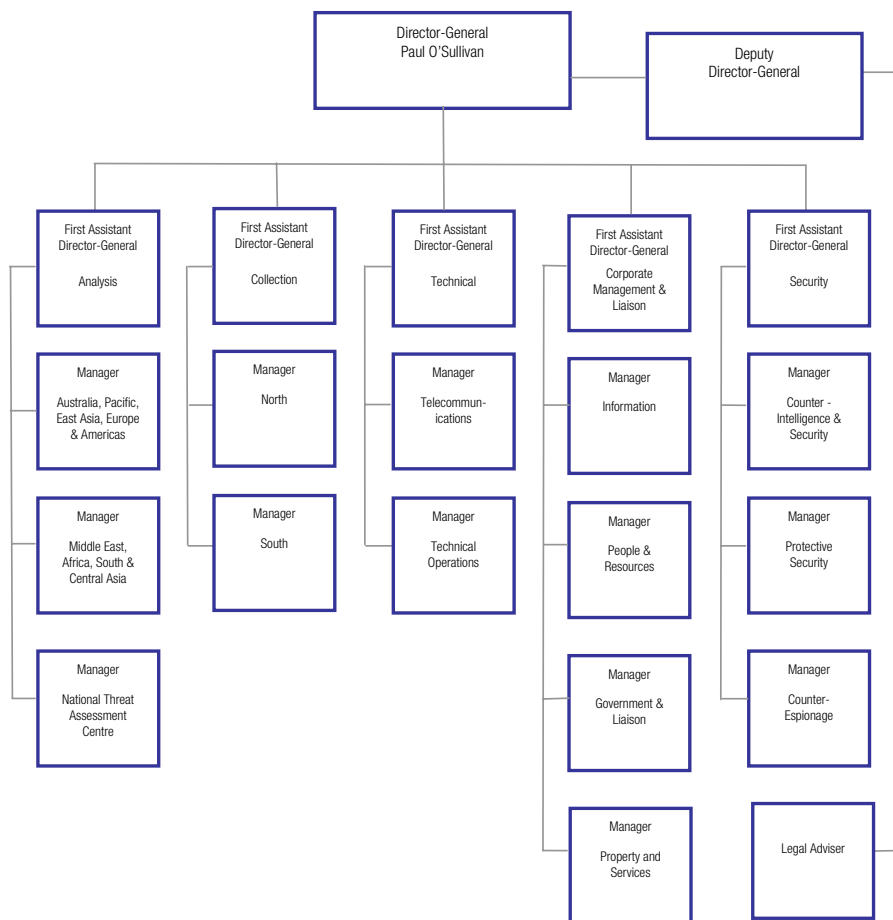 Director-General
Paul O'Sullivan
Deputy
Director-General
First Assistant
Director-General
Analysis
First Assistant
Director-General
Collection
First Assistant
Director-General
Technical
First Assistant
Director-General
Corporate
Management &
Liaison
First Assistant
Director-General
Security
Manager
Australia, Pacific,
East Asia, Europe
& Americas
Manager
North
Manager
Telecommun-
ications
Manager
Information
Manager
Counter -
Intelligence &
Security
Manager
Middle East,
Africa, South &
Central Asia
Manager
South
Manager
Technical
Operations
Manager
People &
Resources
Manager
Protective
Security
Manager
National Threat
Assessment
Centre
Manager
Government &
Liaison
Manager
Counter-
Espionage
Manager
Property and
Services
Legal Adviser